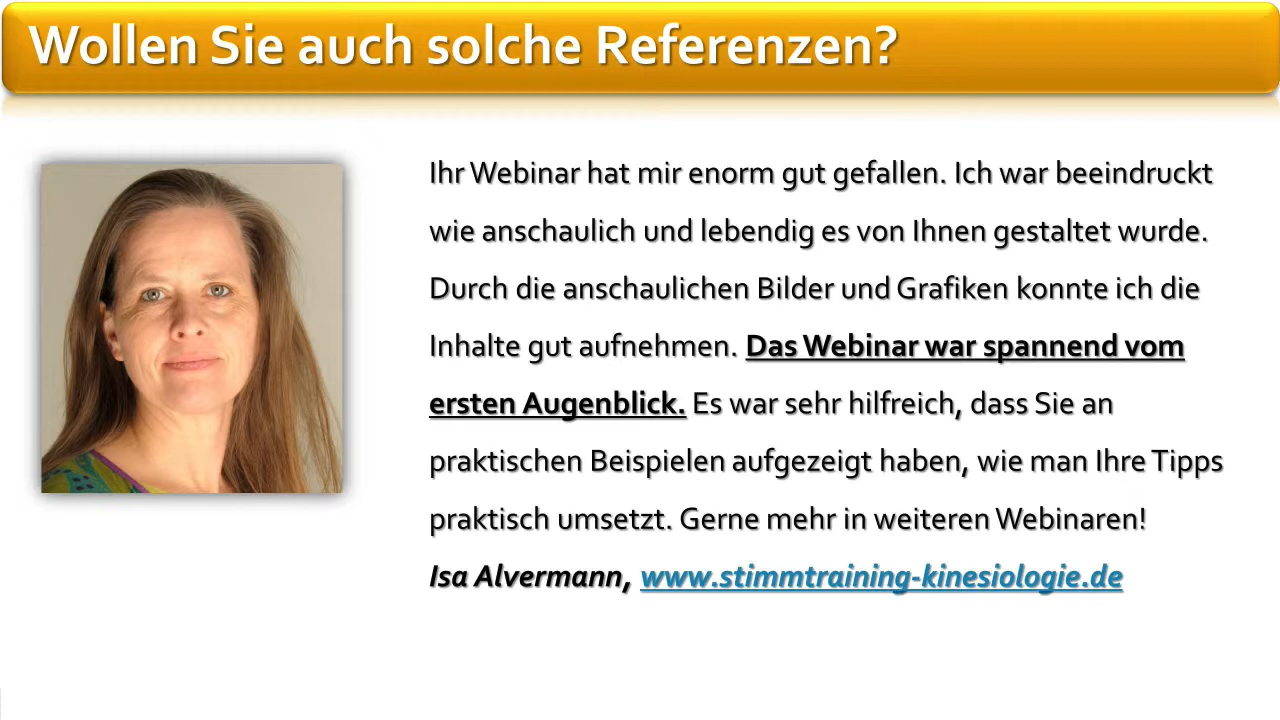 Wollen Sie auch solche Referenzen?
Ihr Webinar hat mir enorm gut gefallen. Ich war beeindruckt
wie anschaulich und lebendig es von Ihnen gestaltet wurde.
Durch die anschaulichen Bilder und Grafiken konnte ich die
Inhalte gut aufnehmen. Das Webinar war spannend vom
ersten Augenblick. Es war sehr hilfreich, dass Sie an
praktischen Beispielen aufgezeigt haben, wie man Ihre Tipps
praktisch umsetzt. Gerne mehr in weiteren Webinaren!
Isa Alvermann, www.stimmtraining-kinesiologie.de